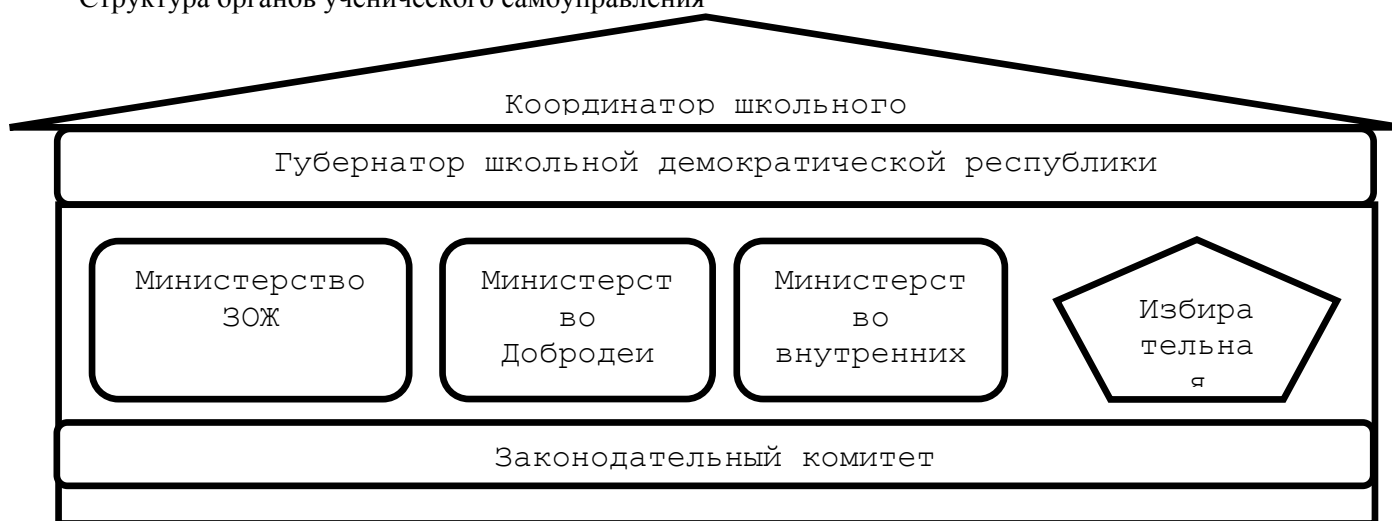 Структура органов ученического самоуправления
Координатор школьного
Губернатор школьной демократической республики
Министерство
ЗОЖ
Министерст
во
Добродеи
Министерст
во
внутренних
Избира
тельна
я
Законодательный комитет